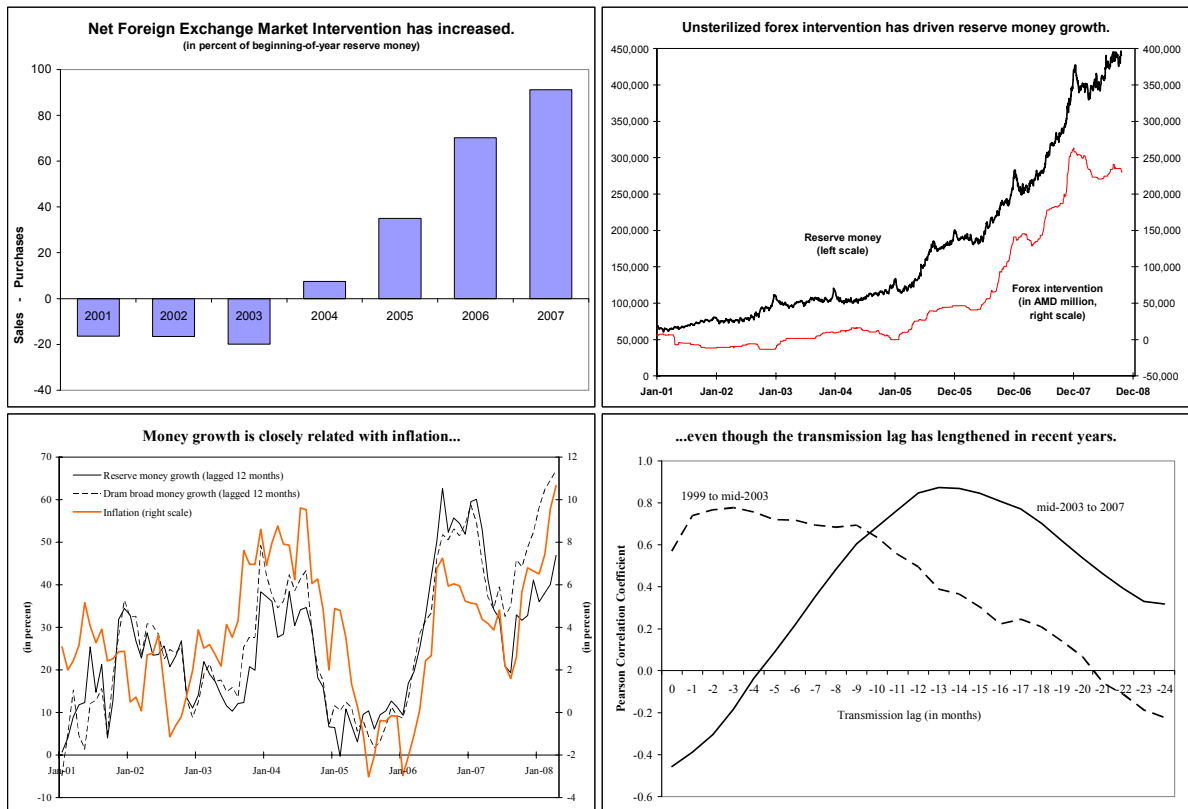 Net Foreign Exchange Market Intervention has increased.
(in percent of beginning-of-year reserve money)
Sales - Purchases
100
80
60
40
20
0
-20
-40
2001 2002 2003 2004 2005 2006 2007
Unsterilized forex intervention has driven reserve money growth.
450,000
400,000
350,000
300,000
250,000
200,000
150,000
100,000
50,000
0
400,000
350,000
300,000
250,000
200,000
150,000
100,000
50,000
0
-50,000
Reserve money
(left scale)
Forex intervention
(in AMD million,
right scale)
Jan-01 Jan-02 Jan-03 Jan-04 Jan-05 Dec-05 Dec-06 Dec-07 Dec-08
Money growth is closely related with inflation...
70
60
50
40
30
20
10
0
-10
(in percent)
Reserve money growth (lagged 12 months)
Dram broad money growth (lagged 12 months)
Inflation (right scale)
12
10
8
6
4
2
0
-2
-4
(in percent)
Jan-01 Jan-02 Jan-03 Jan-04 Jan-05 Jan-06 Jan-07 Jan-08
...even though the transmission lag has lengthened in recent years.
1.0
0.8
0.6
0.4
0.2
0.0
-0.2
-0.4
-0.6
Pearson Correlation Coefficient
1999 to mid-2003
mid-2003 to 2007
0 -1 -2 -3 -4 -5 -6 -7 -8 -9 -10 -11 -12 -13 -14 -15 -16 -17 -18 -19 -20 -21 -22 -23 -24
Transmission lag (in months)